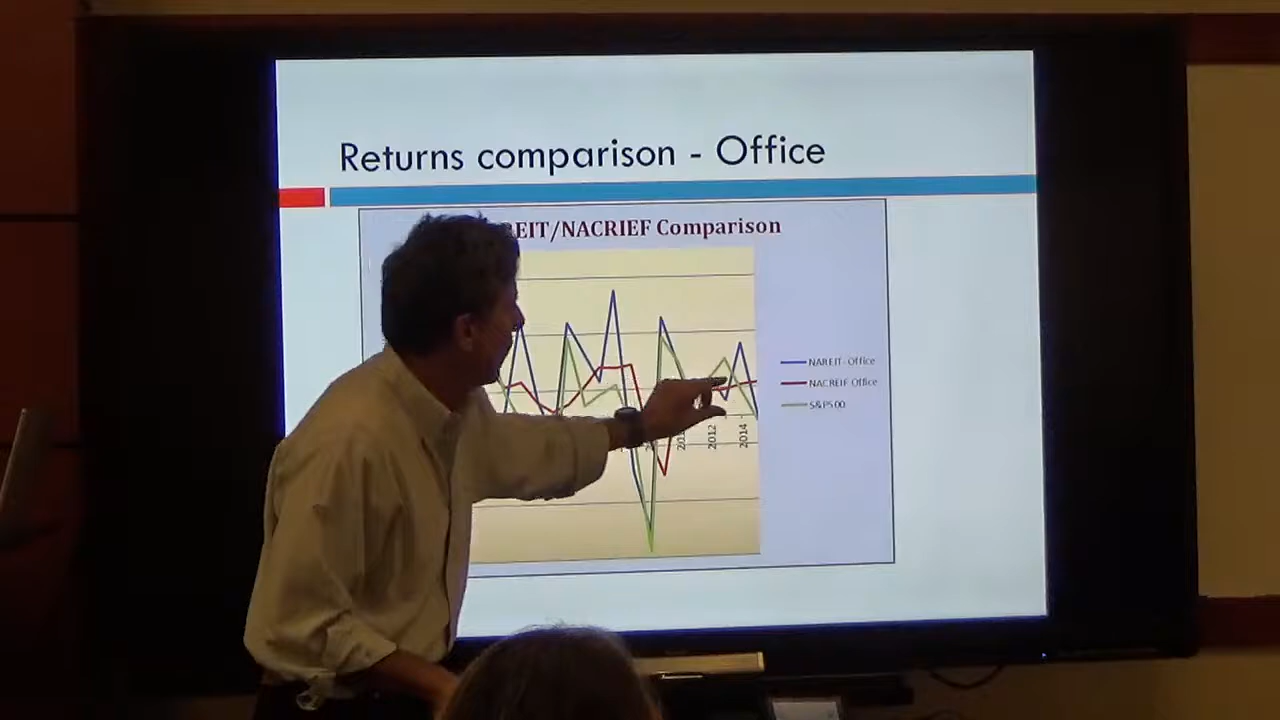 Returns comparison - Office
REIT/NACRIEF Comparison
NAREIT- Office
NACREIF Office
S&P500
2012
2014